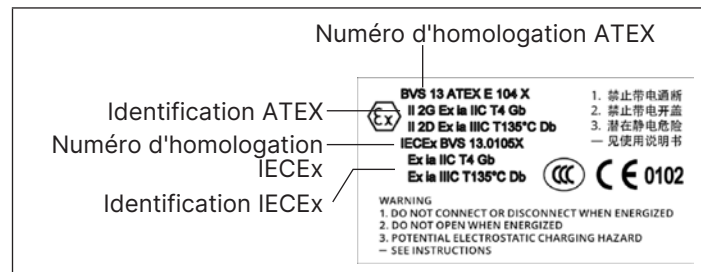 Numéro d'homologation ATEX
Identification ATEX
Numéro d'homologation
IECEx
Identification IECEx
BVS 13 ATEX E 104 X
II 2G Ex ia IIC T4 Gb
II 2D Ex ia IIIC T135°C Db
IECEx BVS 13.0105X
Ex ia IIC T4 Gb
Ex ia IIIC T135°C Db
Ex
1. 禁止带电通断
2. 禁止带电开盖
3. 潜在静电危险
— 见使用说明书
CCC
CE 0102
WARNING
1. DO NOT CONNECT OR DISCONNECT WHEN ENERGIZED
2. DO NOT OPEN WHEN ENERGIZED
3. POTENTIAL ELECTROSTATIC CHARGING HAZARD
— SEE INSTRUCTIONS